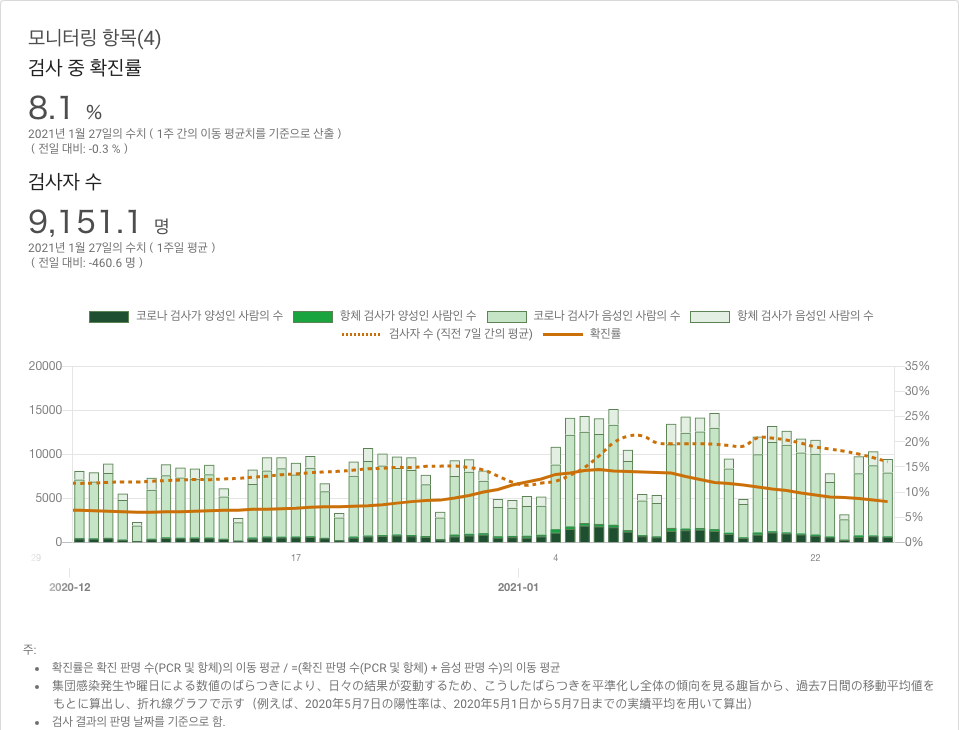 모니터링 항목(4)
검사 중 확진률
8.1 %
2021년 1월 27일의 수치 ( 1주 간의 이동 평균치를 기준으로 산출 )
( 전일 대비: -0.3 % )
검사자 수
9,151.1 명
2021년 1월 27일의 수치 ( 1주일 평균 )
( 전일 대비: -460.6 명 )
코로나 검사가 양성인 사람의 수 항체 검사가 양성인 사람인 수 코로나 검사가 음성인 사람의 수 항체 검사가 음성인 사람의 수
검사자 수 (직전 7일 간의 평균) 확진률
20000 35%
30%
15000 25%
20%
10000 15%
5000 10%
5%
0 0%
29 17 4 22
2020-12 2021-01
주:
확진률은 확진 판명 수(PCR 및 항체)의 이동 평균 / =(확진 판명 수(PCR 및 항체) + 음성 판명 수)의 이동 평균
集団感染発生や曜日による数値のばらつきにより、日々の結果が変動するため、こうしたばらつきを平準化し全体の傾向を見る趣旨から、過去7日間の移動平均値を
もとに算出し、折れ線グラフで示す（例えば、2020年5月7日の陽性率は、2020年5月1日から5月7日までの実績平均を用いて算出）
검사 결과의 판명 날짜를 기준으로 함.